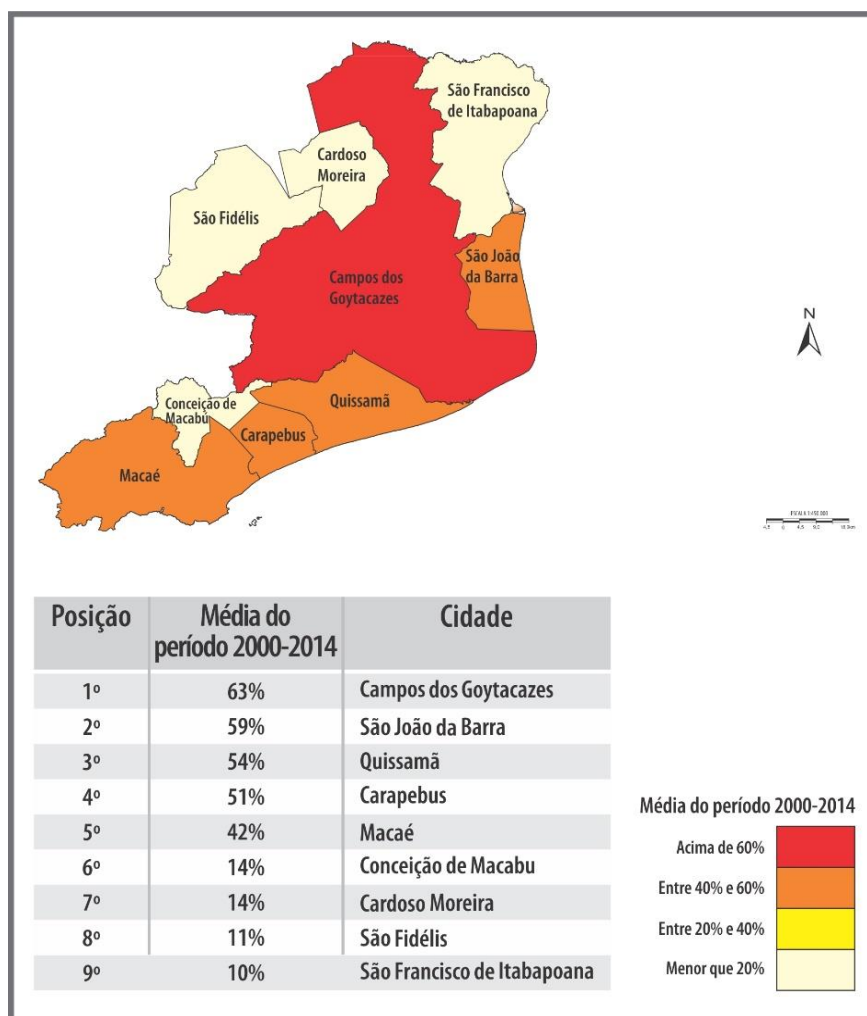 São Francisco
de Itabapoana
Cardoso
Moreira
São Fidélis
São João
da Barra
Campos dos
Goytacazes
N
Conceição de
Macabú
Quissamã
Carapebus
Macaé
Posição Média do período 2000-2014 Cidade
1º 63% Campos dos Goytacazes
2º 59% São João da Barra
3º 54% Quissamã
4º 51% Carapebus
5º 42% Macaé
6º 14% Conceição de Macabu
7º 14% Cardoso Moreira
8º 11% São Fidélis
9º 10% São Francisco de Itabapoana
Média do período 2000-2014
Acima de 60%
Entre 40% e 60%
Entre 20% e 40%
Menor que 20%